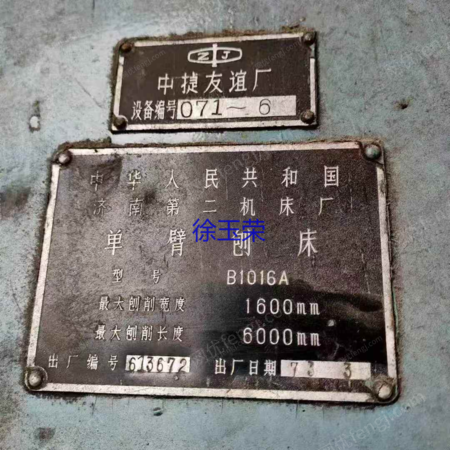 ZJ
中捷友谊厂
设备编号 071~6
中华人民共和国
济南第二机床厂
单臂刨床
徐玉荣
型号 B1016A
最大刨削宽度 1600mm
最大刨削长度 6000mm
出厂编号 613672 出厂日期 73 3